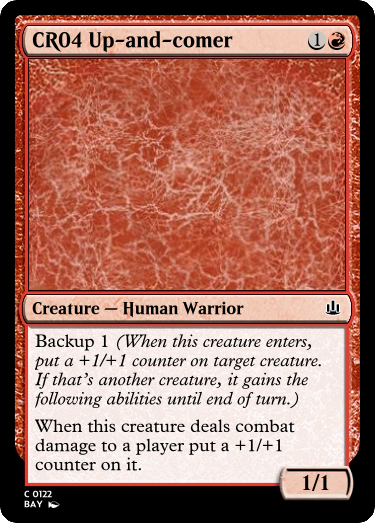 CR04 Up-and-comer 1
Creature — Human Warrior
Backup 1 (When this creature enters,
put a +1/+1 counter on target creature.
If that's another creature, it gains the
following abilities until end of turn.)
When this creature deals combat
damage to a player put a +1/+1
counter on it.
1/1
C 0122
BAY